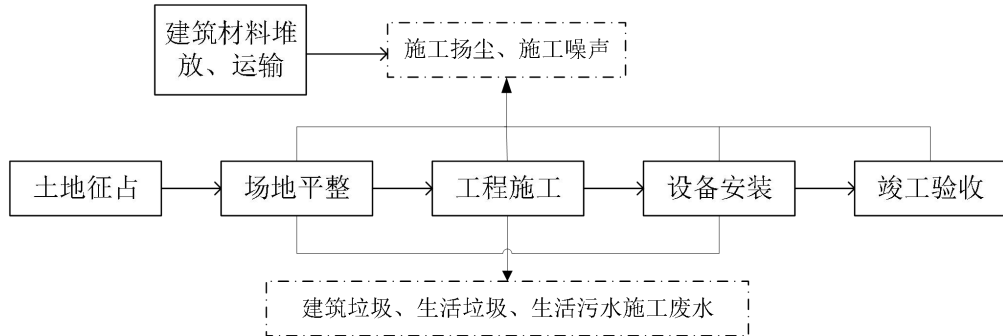 建筑材料堆
放、运输
施工扬尘、施工噪声
土地征占
场地平整
工程施工
设备安装
竣工验收
建筑垃圾、生活垃圾、生活污水施工废水